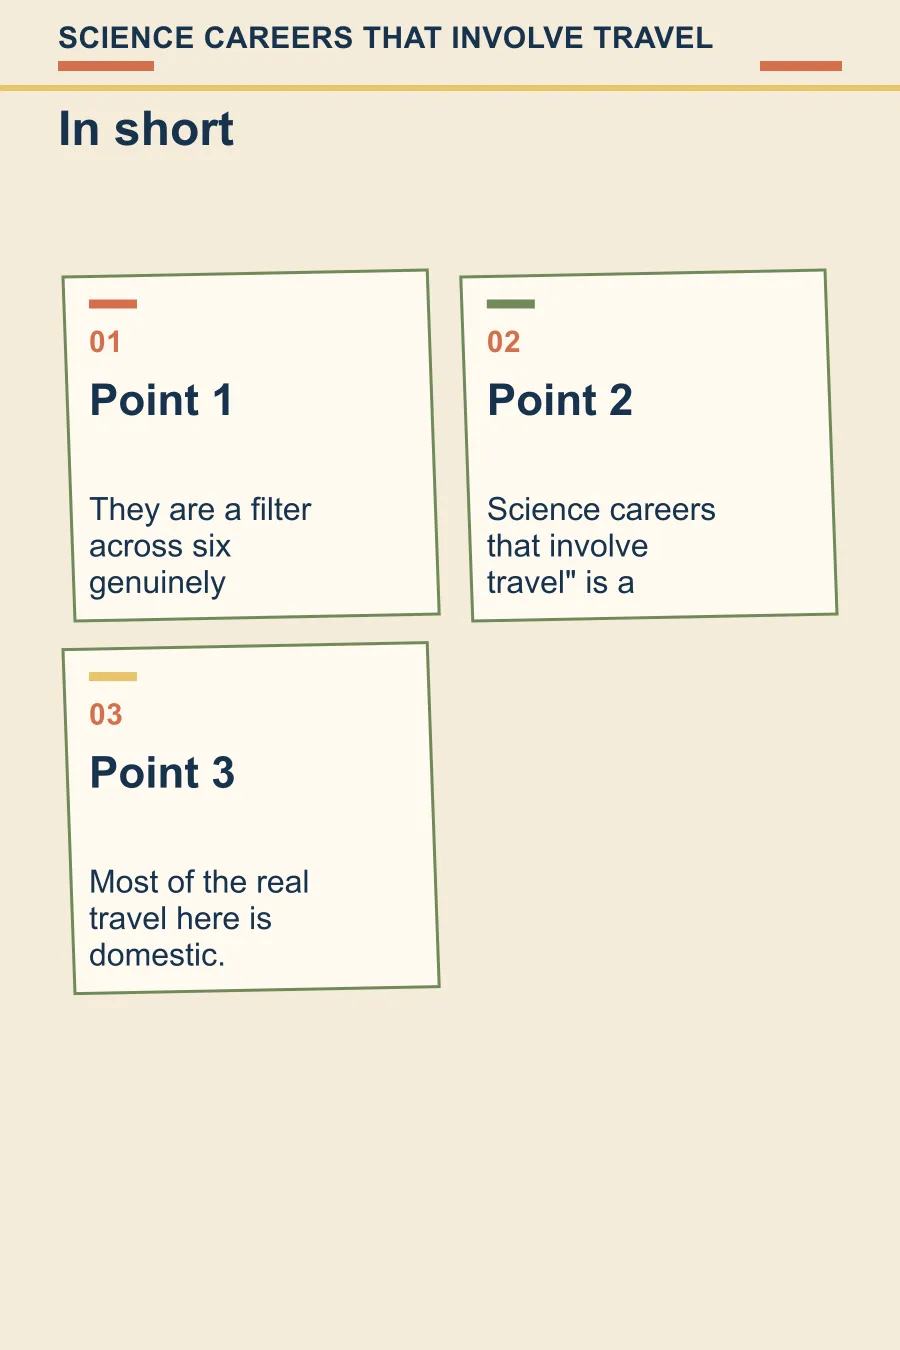 SCIENCE CAREERS THAT INVOLVE TRAVEL
In short
01
Point 1
They are a filter
across six
genuinely
02
Point 2
Science careers
that involve
travel" is a
03
Point 3
Most of the real
travel here is
domestic.